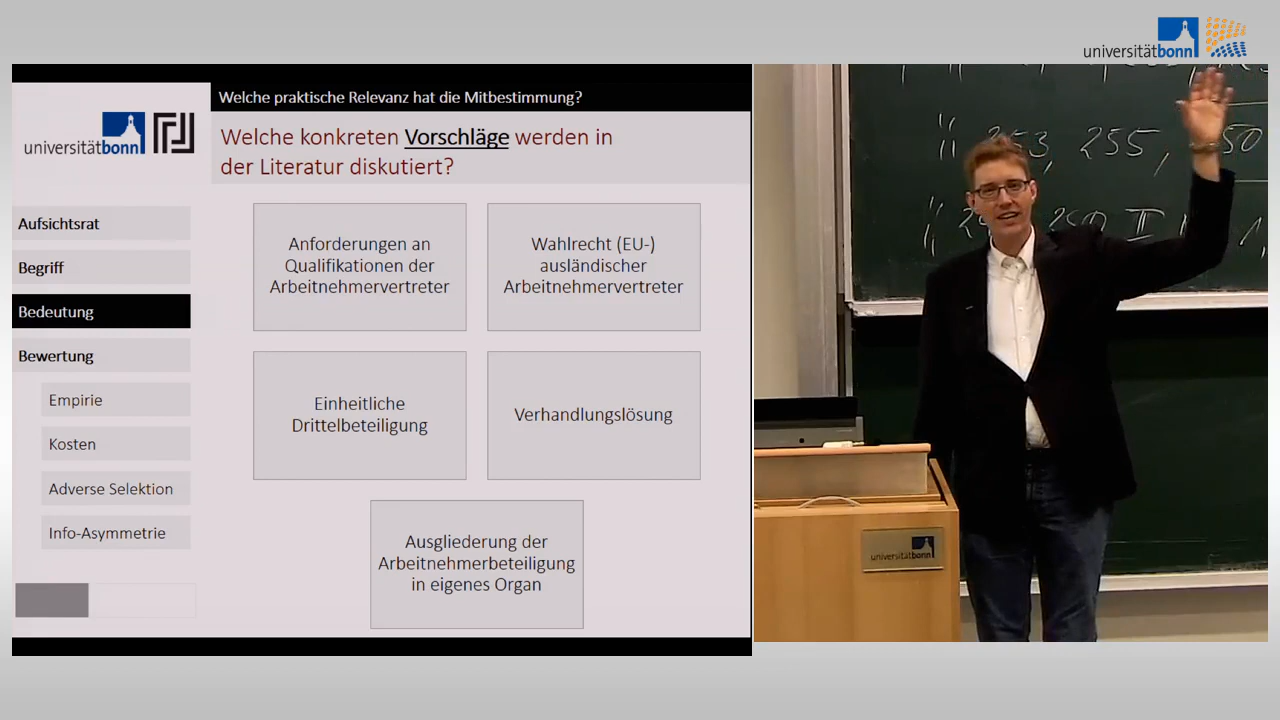 universitätbonn
Welche praktische Relevanz hat die Mitbestimmung?
universitätbonn
Welche konkreten Vorschläge werden in
der Literatur diskutiert?
Aufsichtsrat
Begriff
Bedeutung
Bewertung
Empirie
Kosten
Adverse Selektion
Info-Asymmetrie
Anforderungen an
Qualifikationen der
Arbeitnehmervertreter
Wahlrecht (EU-)
ausländischer
Arbeitnehmervertreter
Einheitliche
Drittelbeteiligung
Verhandlungslösung
Ausgliederung der
Arbeitnehmerbeteiligung
in eigenes Organ
255,
universitätbonn